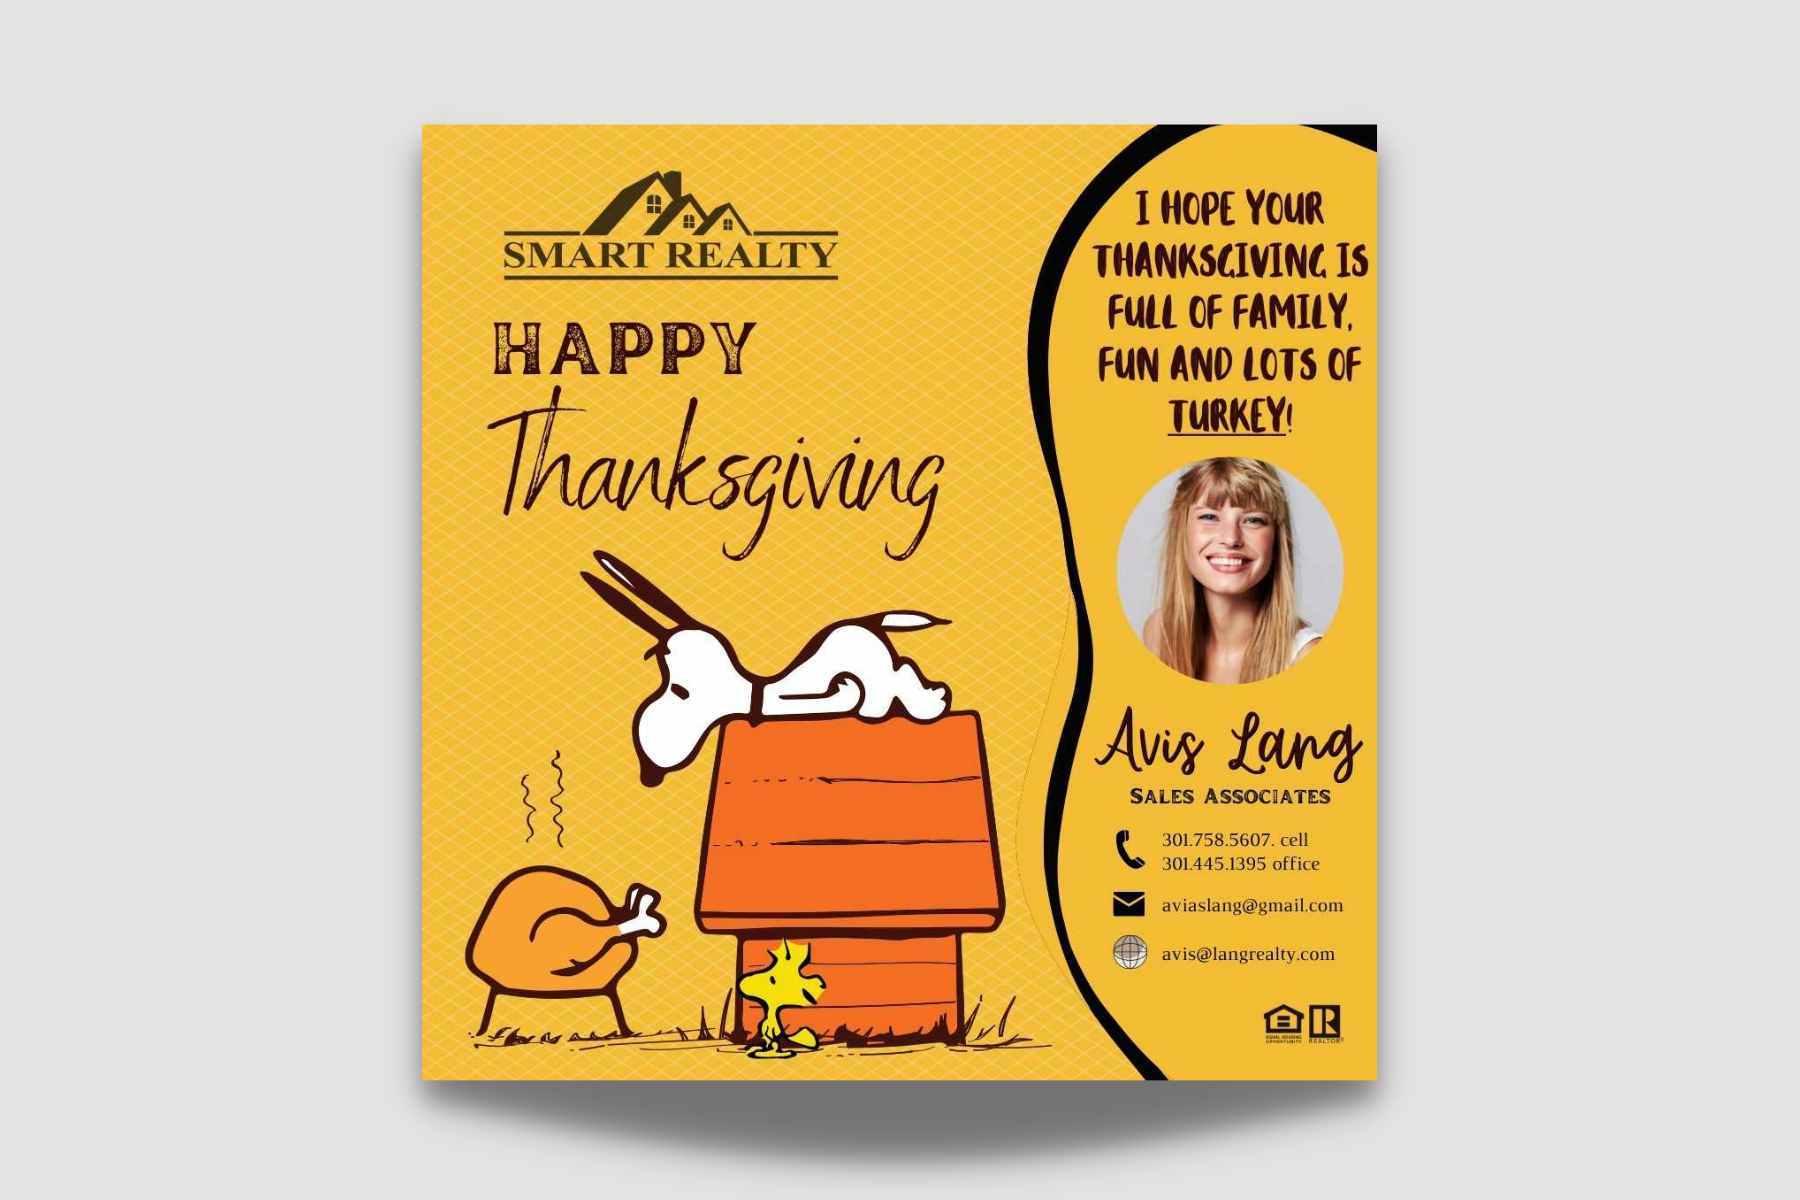 SMART REALTY
HAPPY
Thanksgiving
I HOPE YOUR
THANKSGIVING IS
FULL OF FAMILY,
FUN AND LOTS OF
TURKEY!
Avis Lang
SALES ASSOCIATES
301.758.5607. cell
301.445.1395 office
aviaslang@gmail.com
avis@langrealty.com
EQUAL HOUSING
OPPORTUNITY
R
REALTOR®